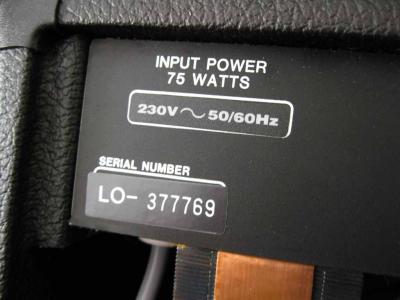 INPUT POWER
75 WATTS
230V ～ 50/60Hz
SERIAL NUMBER
LO- 377769